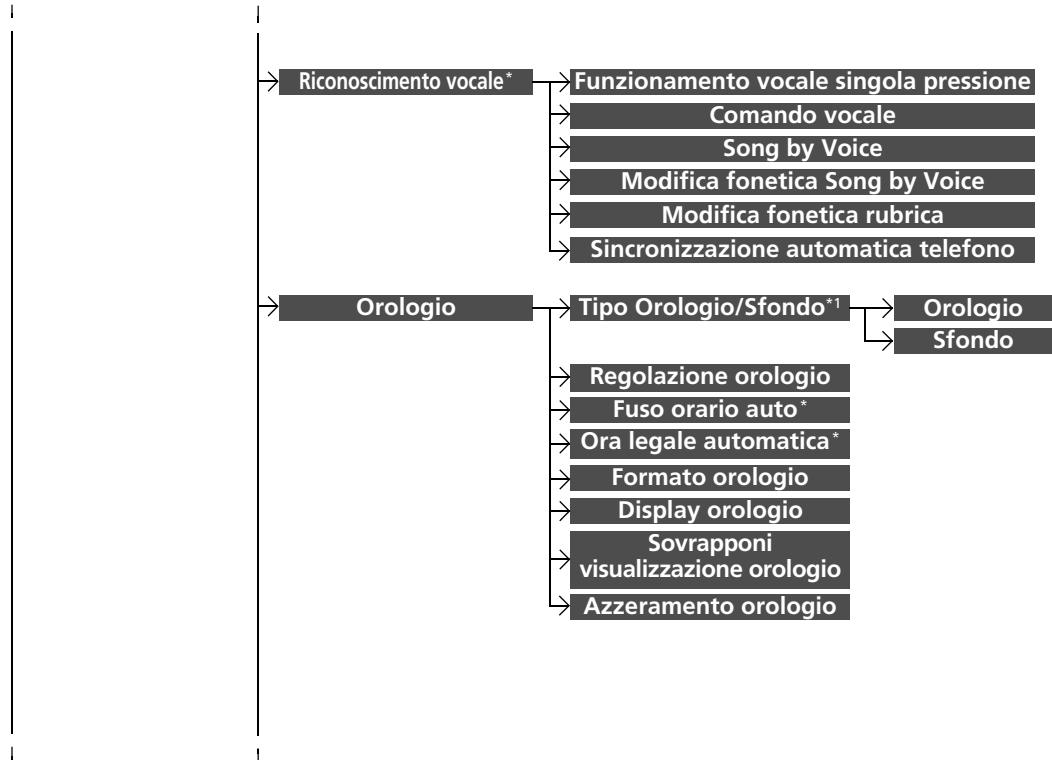 Riconoscimento vocale*
Funzionamento vocale singola pressione
Comando vocale
Song by Voice
Modifica fonetica Song by Voice
Modifica fonetica rubrica
Sincronizzazione automatica telefono
Orologio
Tipo Orologio/Sfondo*1
Orologio
Sfondo
Regolazione orologio
Fuso orario auto*
Ora legale automatica*
Formato orologio
Display orologio
Sovrapponi
visualizzazione orologio
Azzeramento orologio